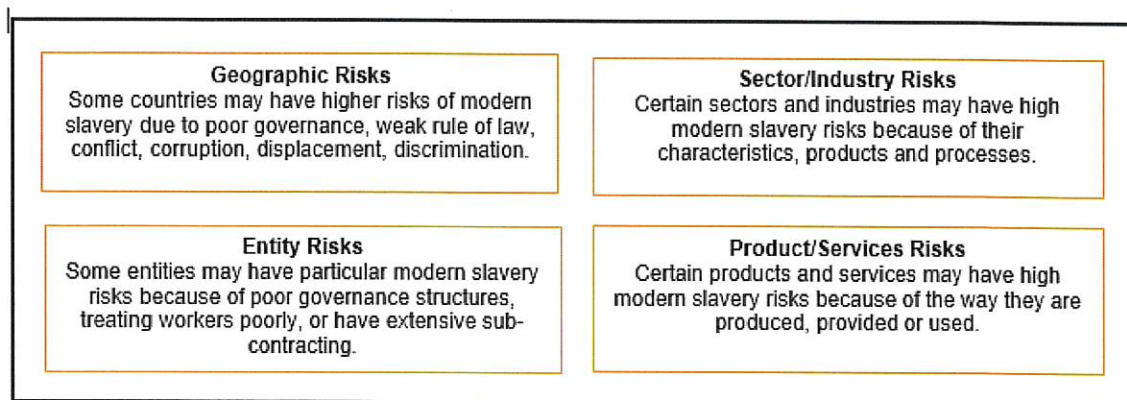 Geographic Risks
Some countries may have higher risks of modern
slavery due to poor governance, weak rule of law,
conflict, corruption, displacement, discrimination.
Sector/Industry Risks
Certain sectors and industries may have high
modern slavery risks because of their
characteristics, products and processes.
Entity Risks
Some entities may have particular modern slavery
risks because of poor governance structures,
treating workers poorly, or have extensive sub-
contracting.
Product/Services Risks
Certain products and services may have high
modern slavery risks because of the way they are
produced, provided or used.